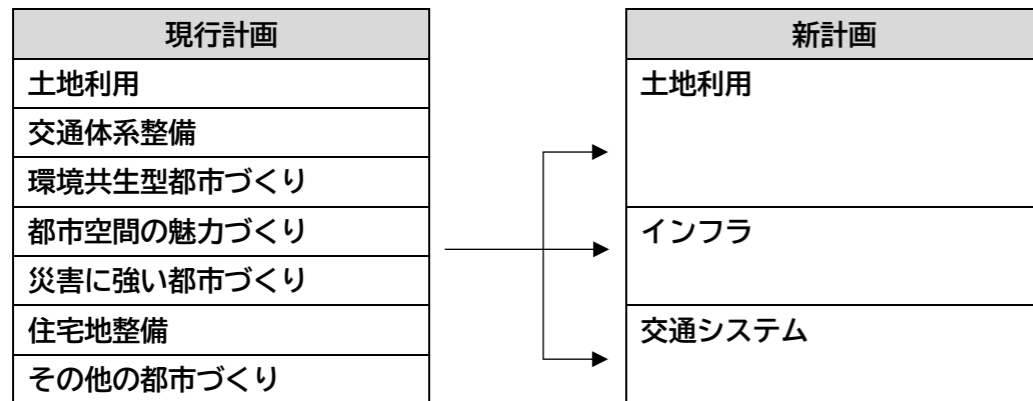 現行計画
土地利用
交通体系整備
環境共生型都市づくり
都市空間の魅力づくり
災害に強い都市づくり
住宅地整備
その他の都市づくり
新計画
土地利用
インフラ
交通システム